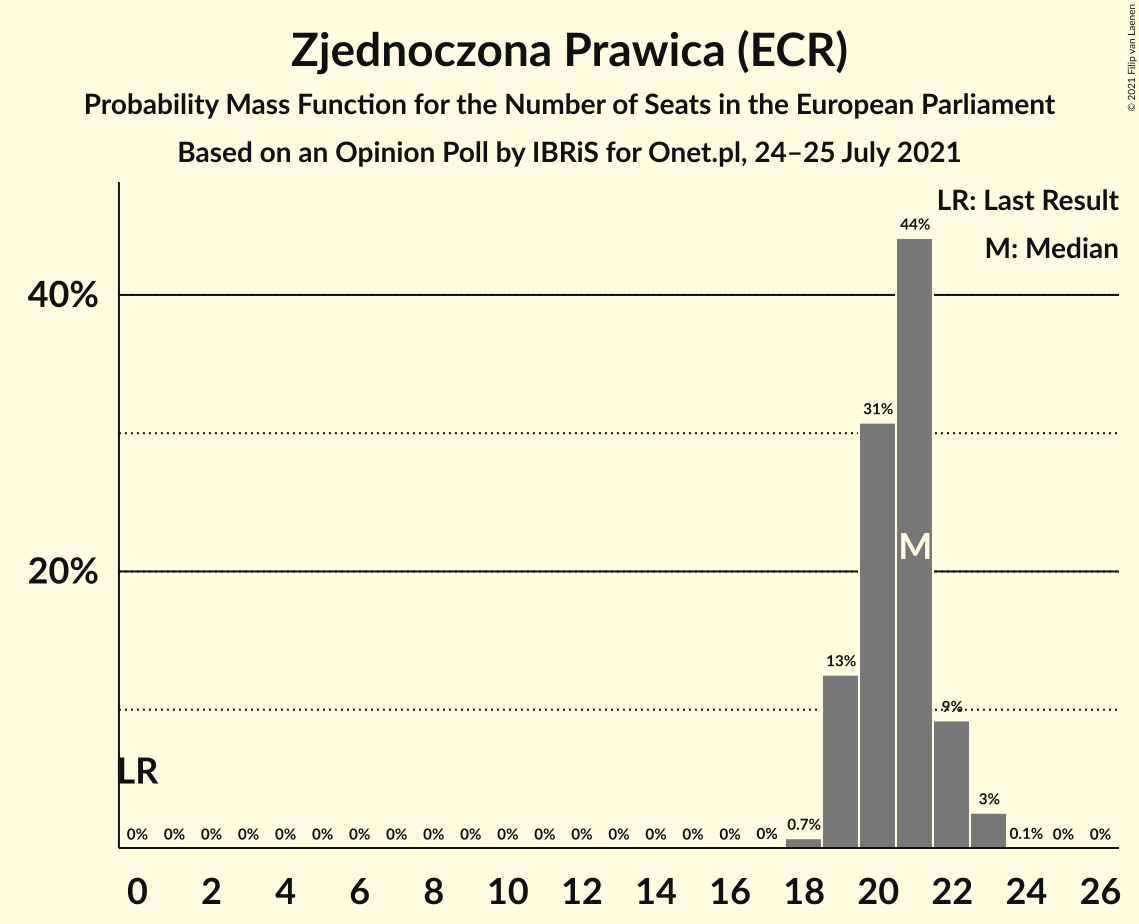 Zjednoczona Prawica (ECR)
Probability Mass Function for the Number of Seats in the European Parliament
Based on an Opinion Poll by IBRiS for Onet.pl, 24–25 July 2021
© 2021 Filip van Laenen
LR: Last Result
M: Median
44%
40%
31%
M
20%
13%
9%
LR
3%
0% 0% 0% 0% 0% 0% 0% 0% 0% 0% 0% 0% 0% 0% 0% 0% 0% 0% 0.7% 0.1% 0% 0%
0 2 4 6 8 10 12 14 16 18 20 22 24 26